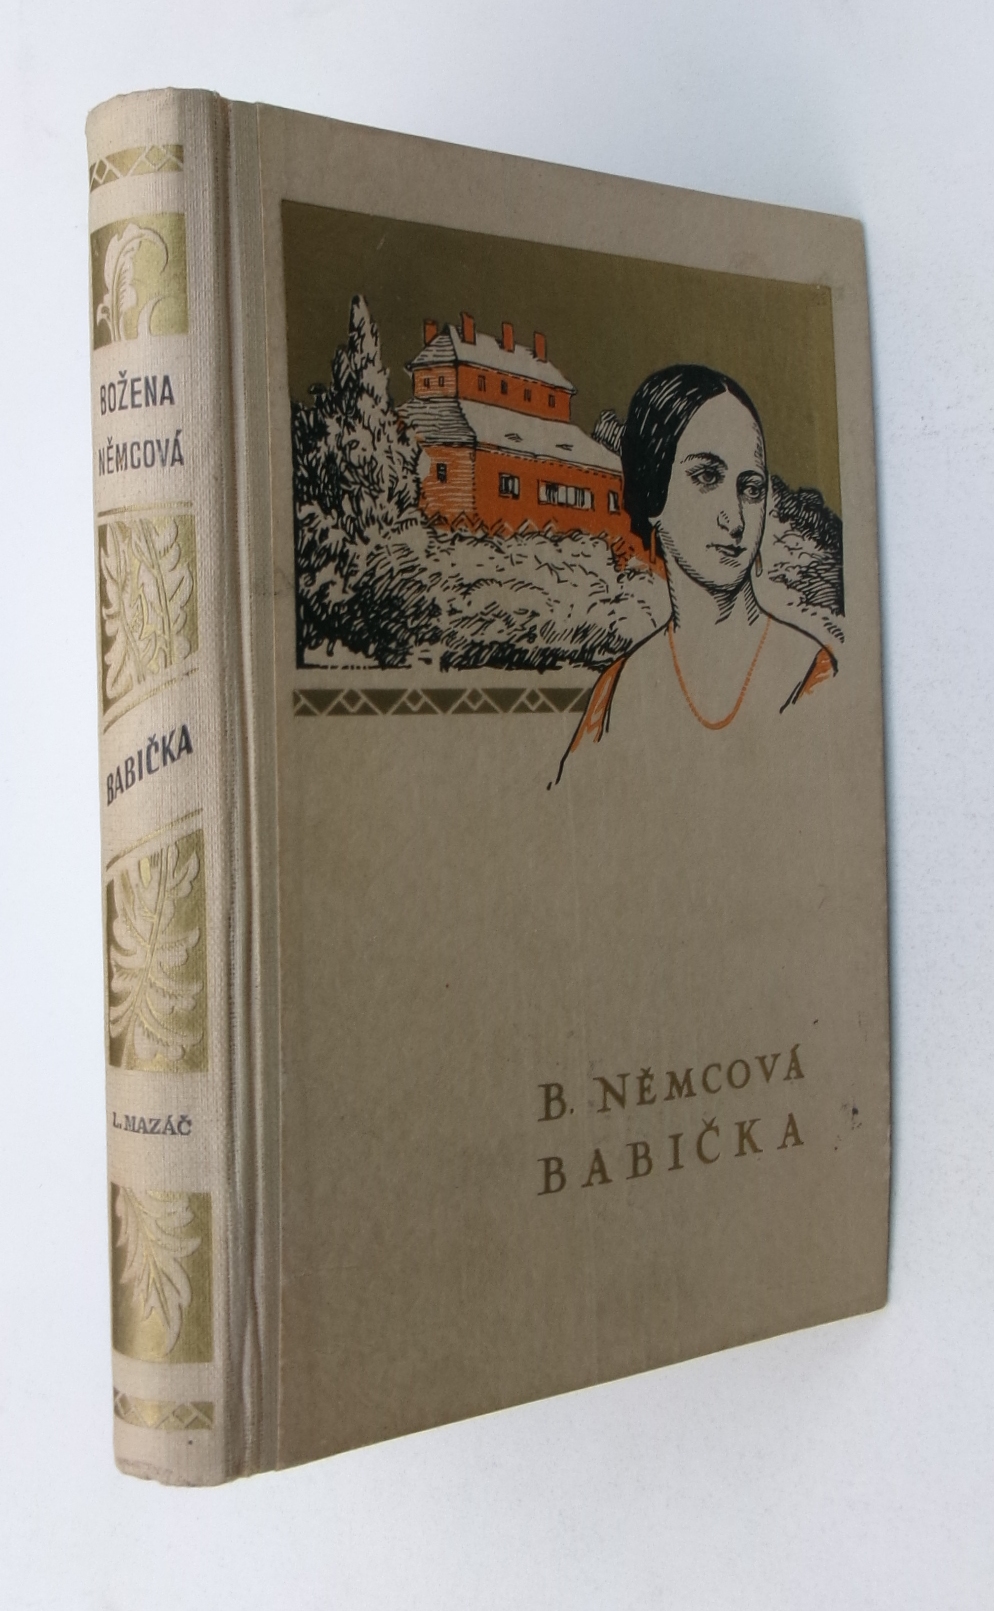 BOŽENA
NĚMCOVÁ
BABIČKA
L. MAZÁČ
B. NĚMCOVÁ
BABIČKA